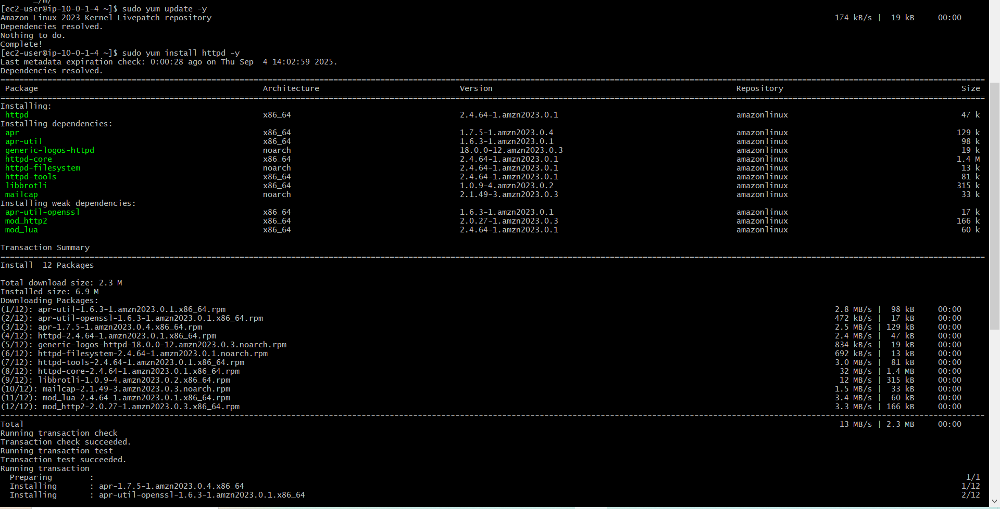 _/m/
[ec2-user@ip-10-0-1-4 ~]$ sudo yum update -y
Amazon Linux 2023 Kernel Livepatch repository 174 kB/s | 19 kB 00:00
Dependencies resolved.
Nothing to do.
Complete!
[ec2-user@ip-10-0-1-4 ~]$ sudo yum install httpd -y
Last metadata expiration check: 0:00:28 ago on Thu Sep  4 14:02:59 2025.
Dependencies resolved.
Package Architecture Version Repository Size
Installing:
httpd x86_64 2.4.64-1.amzn2023.0.1 amazonlinux 47 k
Installing dependencies:
apr x86_64 1.7.5-1.amzn2023.0.4 amazonlinux 129 k
apr-util x86_64 1.6.3-1.amzn2023.0.1 amazonlinux 98 k
generic-logos-httpd noarch 18.0.0-12.amzn2023.0.3 amazonlinux 19 k
httpd-core x86_64 2.4.64-1.amzn2023.0.1 amazonlinux 1.4 M
httpd-filesystem noarch 2.4.64-1.amzn2023.0.1 amazonlinux 13 k
httpd-tools x86_64 2.4.64-1.amzn2023.0.1 amazonlinux 81 k
libbrotli x86_64 1.0.9-4.amzn2023.0.2 amazonlinux 315 k
mailcap noarch 2.1.49-3.amzn2023.0.3 amazonlinux 33 k
Installing weak dependencies:
apr-util-openssl x86_64 1.6.3-1.amzn2023.0.1 amazonlinux 17 k
mod_http2 x86_64 2.0.27-1.amzn2023.0.3 amazonlinux 166 k
mod_lua x86_64 2.4.64-1.amzn2023.0.1 amazonlinux 60 k
Transaction Summary
Install  12 Packages
Total download size: 2.3 M
Installed size: 6.9 M
Downloading Packages:
(1/12): apr-util-1.6.3-1.amzn2023.0.1.x86_64.rpm 2.8 MB/s | 98 kB 00:00
(2/12): apr-util-openssl-1.6.3-1.amzn2023.0.1.x86_64.rpm 472 kB/s | 17 kB 00:00
(3/12): apr-1.7.5-1.amzn2023.0.4.x86_64.rpm 2.5 MB/s | 129 kB 00:00
(4/12): httpd-2.4.64-1.amzn2023.0.1.x86_64.rpm 2.4 MB/s | 47 kB 00:00
(5/12): generic-logos-httpd-18.0.0-12.amzn2023.0.3.noarch.rpm 834 kB/s | 19 kB 00:00
(6/12): httpd-filesystem-2.4.64-1.amzn2023.0.1.noarch.rpm 692 kB/s | 13 kB 00:00
(7/12): httpd-tools-2.4.64-1.amzn2023.0.1.x86_64.rpm 3.0 MB/s | 81 kB 00:00
(8/12): httpd-core-2.4.64-1.amzn2023.0.1.x86_64.rpm 32 MB/s | 1.4 MB 00:00
(9/12): libbrotli-1.0.9-4.amzn2023.0.2.x86_64.rpm 12 MB/s | 315 kB 00:00
(10/12): mailcap-2.1.49-3.amzn2023.0.3.noarch.rpm 1.5 MB/s | 33 kB 00:00
(11/12): mod_lua-2.4.64-1.amzn2023.0.1.x86_64.rpm 3.4 MB/s | 60 kB 00:00
(12/12): mod_http2-2.0.27-1.amzn2023.0.3.x86_64.rpm 3.3 MB/s | 166 kB 00:00
Total 13 MB/s | 2.3 MB 00:00
Running transaction check
Transaction check succeeded.
Running transaction test
Transaction test succeeded.
Running transaction
Preparing : 1/1
Installing : apr-1.7.5-1.amzn2023.0.4.x86_64 1/12
Installing : apr-util-openssl-1.6.3-1.amzn2023.0.1.x86_64 2/12